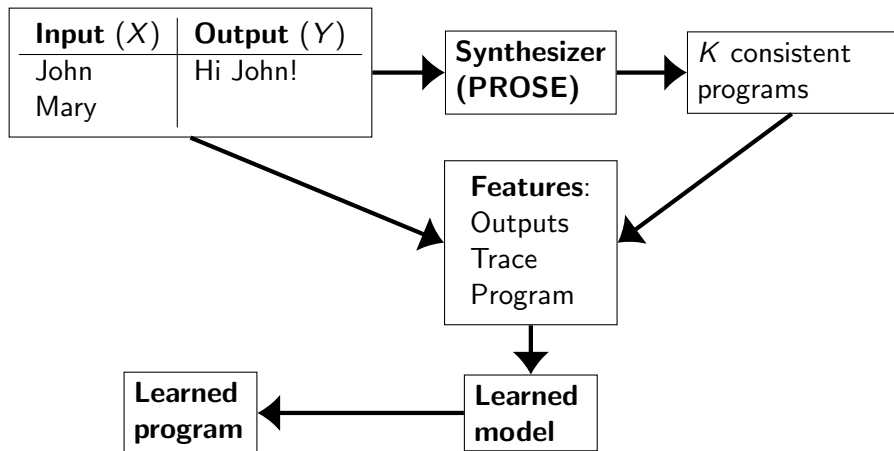 Input (X) Output (Y)
John Hi John!
Mary
Synthesizer
(PROSE)
K consistent
programs
Features:
Outputs
Trace
Program
Learned
program
Learned
model